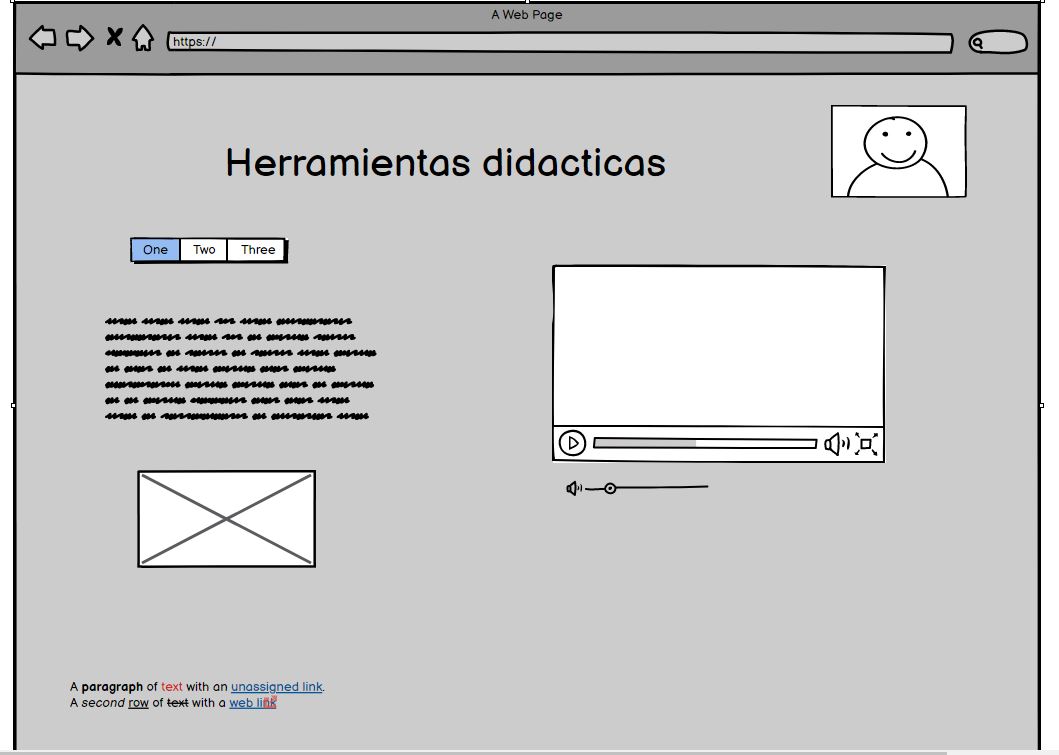 A Web Page
https://
Herramientas didacticas
One Two Three
A paragraph of text with an unassigned link.
A second row of text with a web link